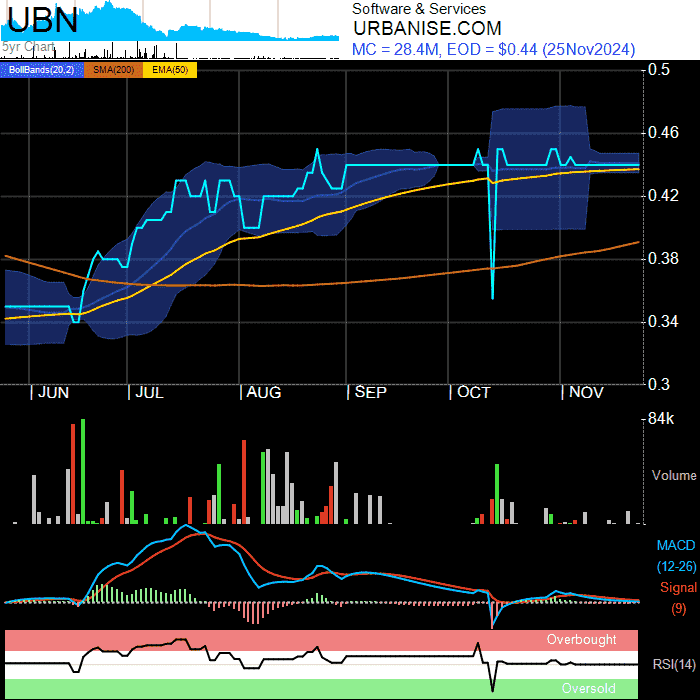 UBN
5yr Chart
Software & Services
URBANISE.COM
MC = 28.4M, EOD = $0.44 (25Nov2024)
BollBands(20,2) SMA(200) EMA(50)
0.5
0.46
0.42
0.38
0.34
0.3
| JUN | JUL | AUG | SEP | OCT | NOV
84k
Volume
MACD
(12-26)
Signal
(9)
Overbought
RSI(14)
Oversold